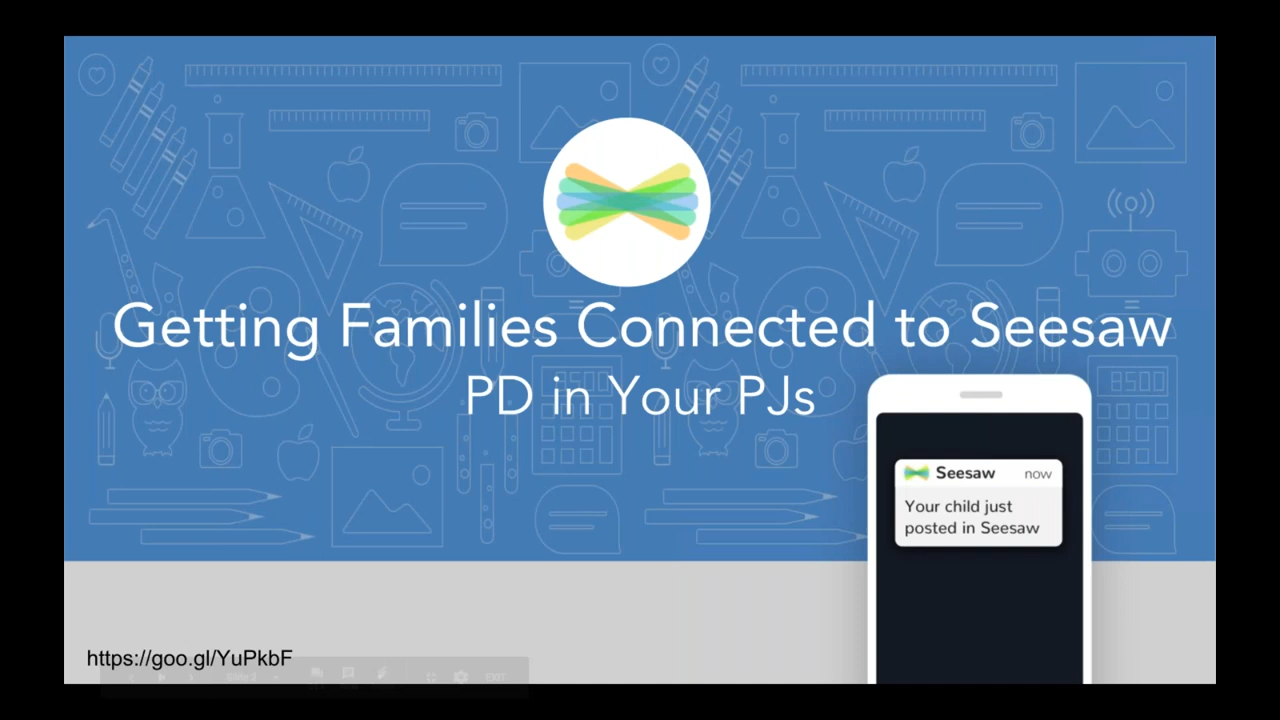 Getting Families Connected to Seesaw
PD in Your PJs
Seesaw now
Your child just
posted in Seesaw
https://goo.gl/YuPkbF
EXIT